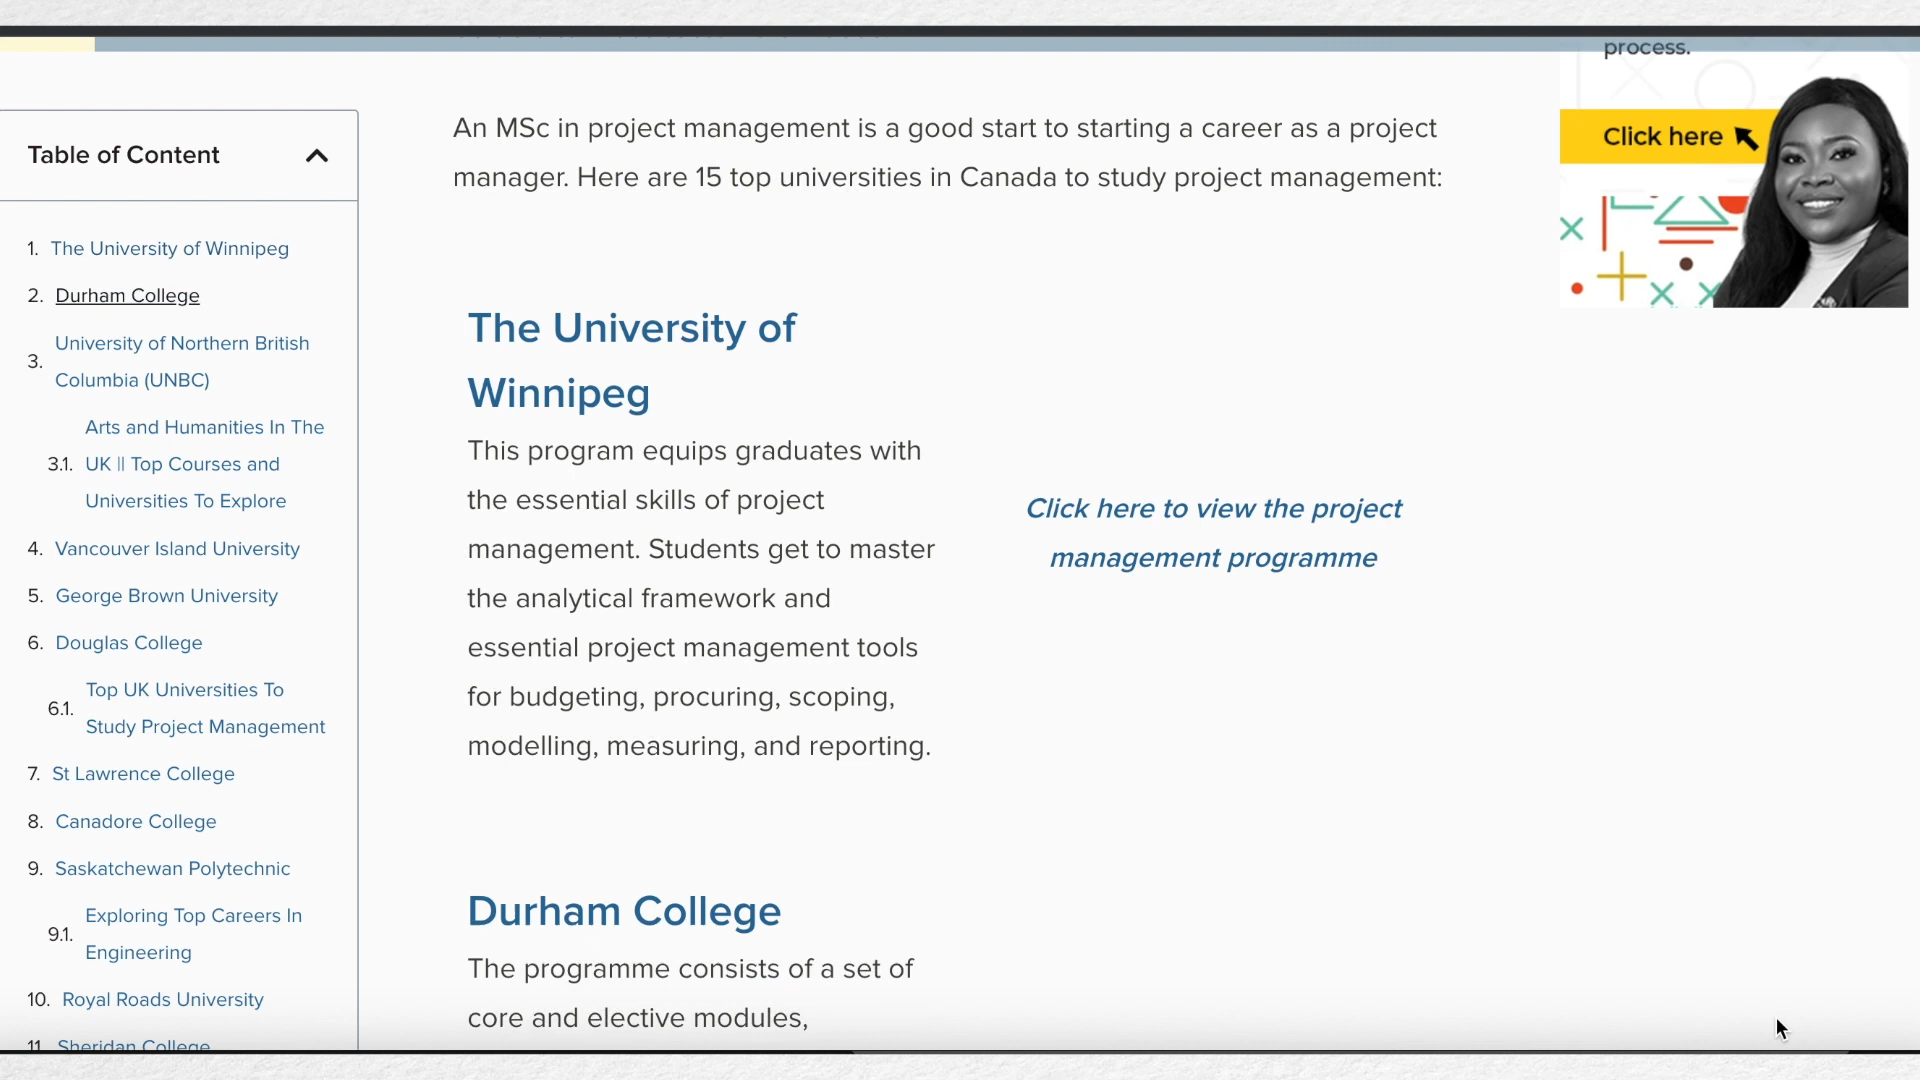 process.
Click here
Table of Content
1. The University of Winnipeg
2. Durham College
3. University of Northern British
Columbia (UNBC)
3.1. Arts and Humanities In The
UK || Top Courses and
Universities To Explore
4. Vancouver Island University
5. George Brown University
6. Douglas College
6.1. Top UK Universities To
Study Project Management
7. St Lawrence College
8. Canadore College
9. Saskatchewan Polytechnic
9.1. Exploring Top Careers In
Engineering
10. Royal Roads University
11. Sheridan College
An MSc in project management is a good start to starting a career as a project
manager. Here are 15 top universities in Canada to study project management:
The University of
Winnipeg
This program equips graduates with
the essential skills of project
management. Students get to master
the analytical framework and
essential project management tools
for budgeting, procuring, scoping,
modelling, measuring, and reporting.
Click here to view the project
management programme
Durham College
The programme consists of a set of
core and elective modules,